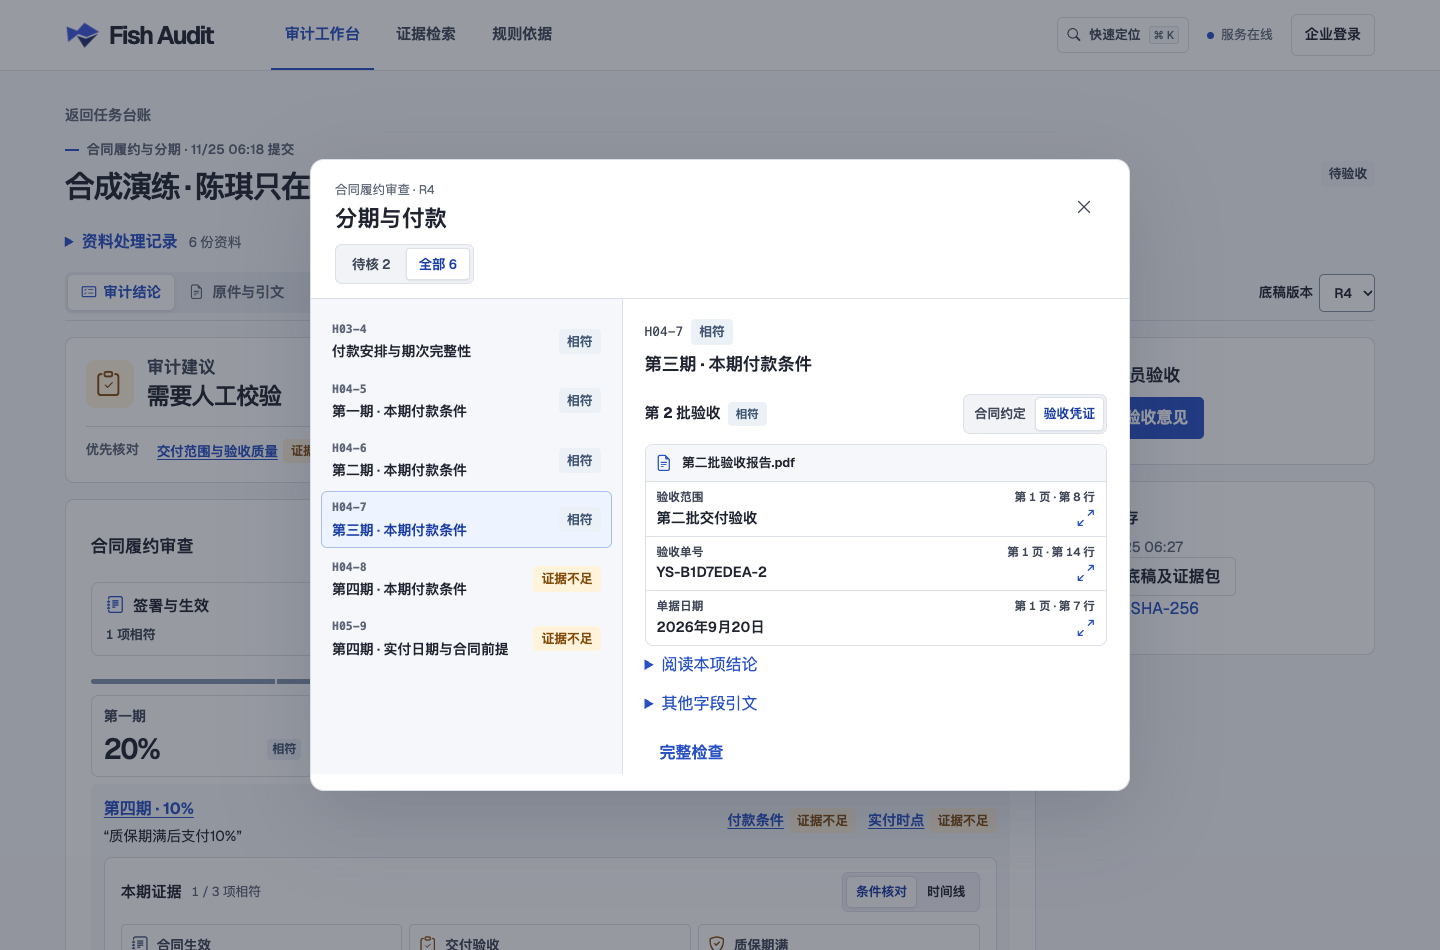 Fish Audit
审计工作台
证据检索
规则依据
快速定位
⌘ K
服务在线
企业登录
返回任务台账
合同履约与分期 · 11/25 06:18 提交
合成演练 · 陈琪只在
待验收
资料处理记录
6 份资料
审计结论
原件与引文
底稿版本
R4
审计建议
需要人工校验
优先核对
交付范围与验收质量
合同履约审查
签署与生效
1 项相符
第一期
20%
相符
第四期 · 10%
“质保期满后支付10%”
付款条件
证据不足
实付时点
证据不足
本期证据
1 / 3 项相符
条件核对
时间线
合同生效
交付验收
质保期满
员验收
验收意见
06:27
底稿及证据包
SHA-256
合同履约审查 · R4
分期与付款
待核 2
全部 6
H03-4
付款安排与期次完整性
相符
H04-5
第一期 · 本期付款条件
相符
H04-6
第二期 · 本期付款条件
相符
H04-7
第三期 · 本期付款条件
相符
H04-8
第四期 · 本期付款条件
证据不足
H05-9
第四期 · 实付日期与合同前提
证据不足
H04-7
相符
第三期 · 本期付款条件
第 2 批验收
相符
合同约定
验收凭证
第二批验收报告.pdf
验收范围
第 1 页 · 第 8 行
第二批交付验收
验收单号
第 1 页 · 第 14 行
YS-B1D7EDEA-2
单据日期
第 1 页 · 第 7 行
2026年9月20日
阅读本项结论
其他字段引文
完整检查